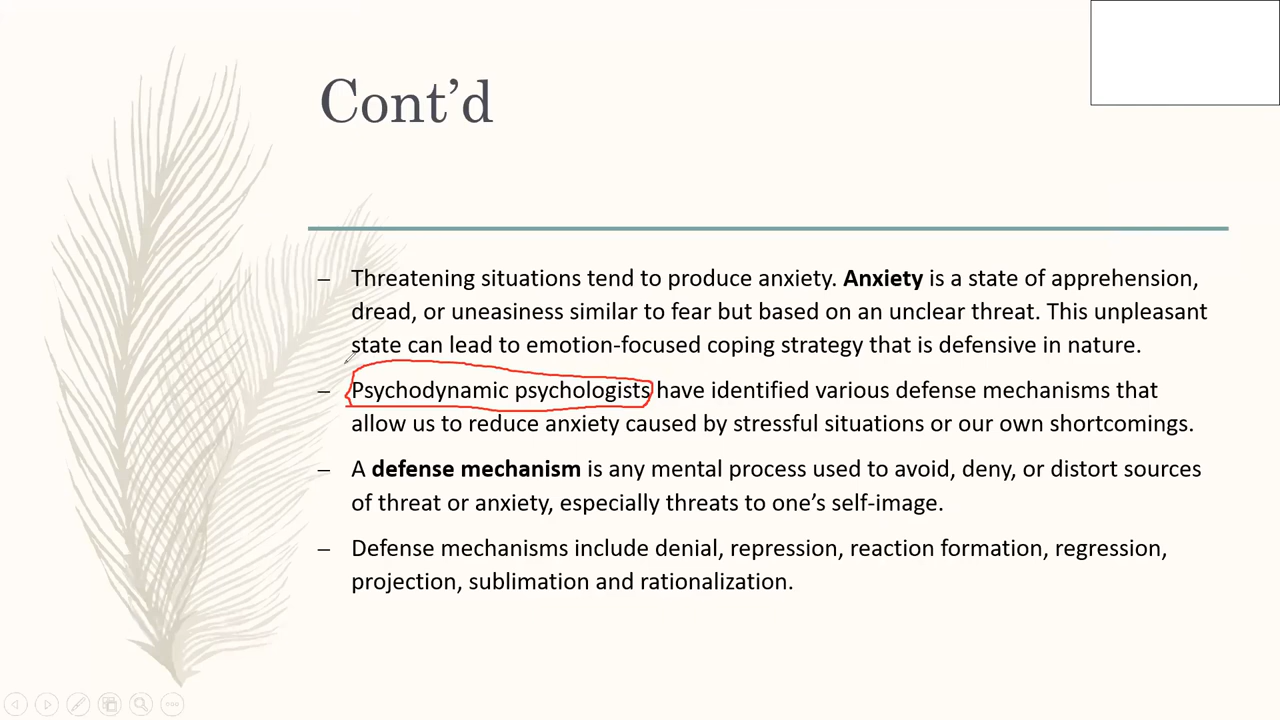 Cont’d
– Threatening situations tend to produce anxiety. Anxiety is a state of apprehension,
dread, or uneasiness similar to fear but based on an unclear threat. This unpleasant
state can lead to emotion-focused coping strategy that is defensive in nature.
– Psychodynamic psychologists have identified various defense mechanisms that
allow us to reduce anxiety caused by stressful situations or our own shortcomings.
– A defense mechanism is any mental process used to avoid, deny, or distort sources
of threat or anxiety, especially threats to one’s self-image.
– Defense mechanisms include denial, repression, reaction formation, regression,
projection, sublimation and rationalization.